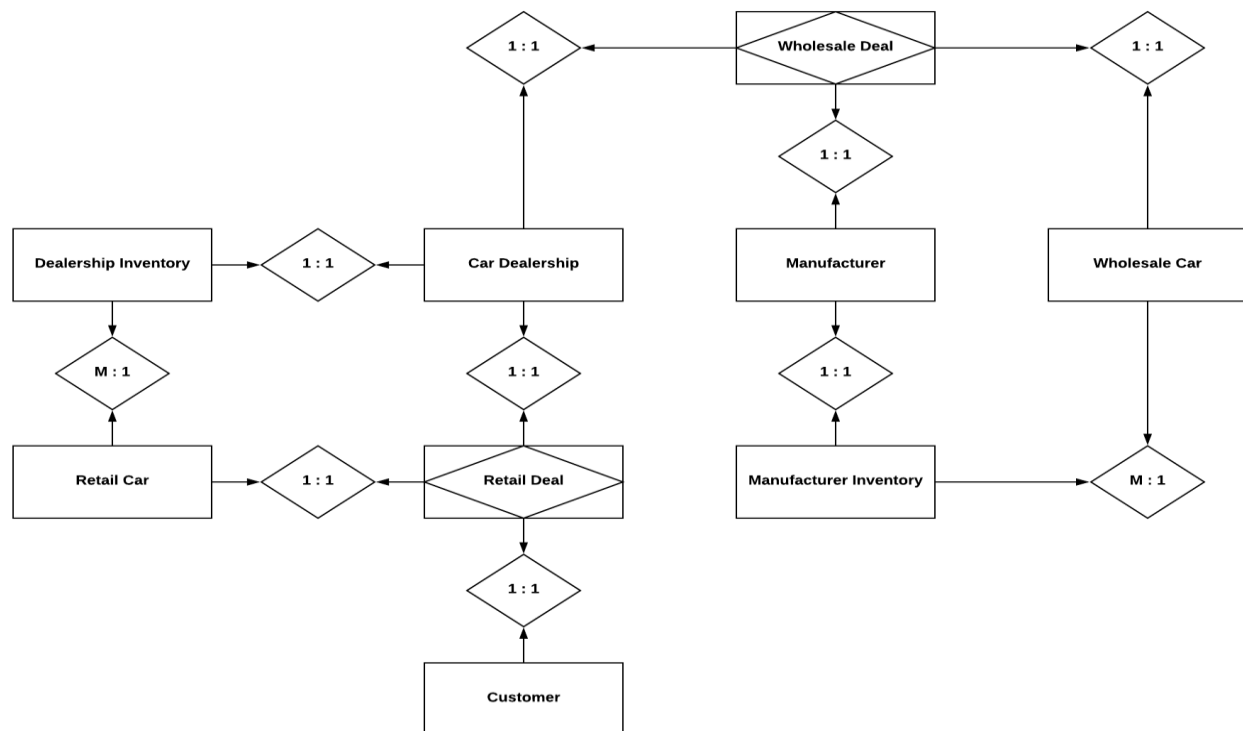 1 : 1
Wholesale Deal
1 : 1
1 : 1
Dealership Inventory
1 : 1
Car Dealership
Manufacturer
Wholesale Car
M : 1
1 : 1
1 : 1
Retail Car
1 : 1
Retail Deal
Manufacturer Inventory
M : 1
1 : 1
Customer